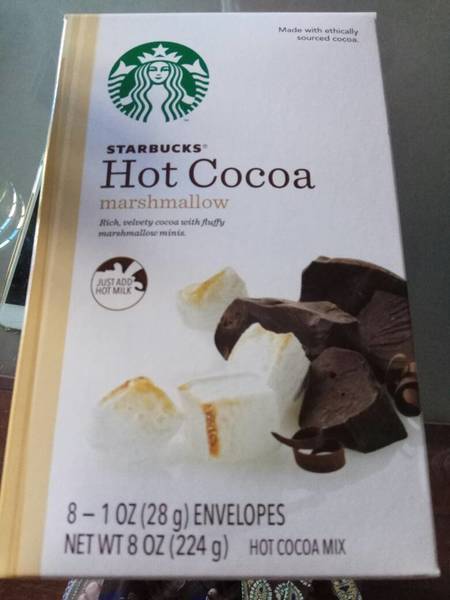 Made with ethically
sourced cocoa.
STARBUCKS®
Hot Cocoa
marshmallow
Rich, velvety cocoa with fluffy
marshmallow minis.
JUST ADD
HOT MILK
8 – 1 OZ (28 g) ENVELOPES
NET WT 8 OZ (224 g) HOT COCOA MIX